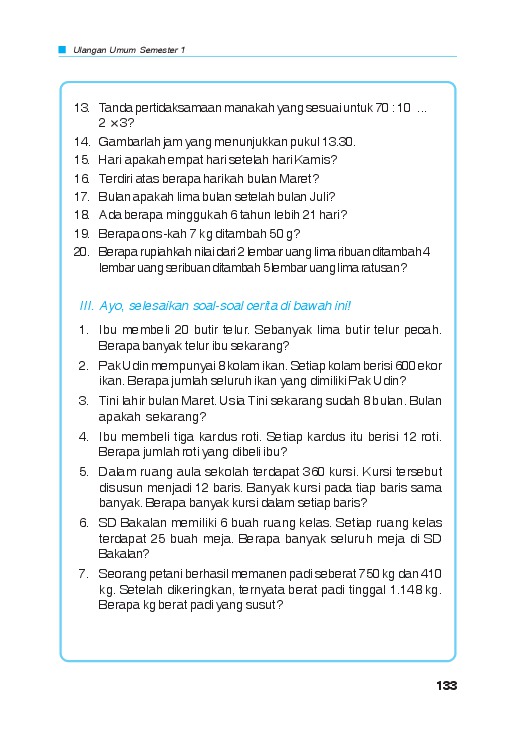 Ulangan Umum Semester 1
13. Tanda pertidaksamaan manakah yang sesuai untuk 70 : 10 ...
2 × 3?
14. Gambarlah jam yang menunjukkan pukul 13.30.
15. Hari apakah empat hari setelah hari Kamis?
16. Terdiri atas berapa harikah bulan Maret?
17. Bulan apakah lima bulan setelah bulan Juli?
18. Ada berapa minggukah 6 tahun lebih 21 hari?
19. Berapa ons-kah 7 kg ditambah 50 g?
20. Berapa rupiahkah nilai dari 2 lembar uang lima ribuan ditambah 4
lembar uang seribuan ditambah 5 lembar uang lima ratusan?
III. Ayo, selesaikan soal-soal cerita di bawah ini!
1. Ibu membeli 20 butir telur. Sebanyak lima butir telur pecah.
Berapa banyak telur ibu sekarang?
2. Pak Udin mempunyai 8 kolam ikan. Setiap kolam berisi 600 ekor
ikan. Berapa jumlah seluruh ikan yang dimiliki Pak Udin?
3. Tini lahir bulan Maret. Usia Tini sekarang sudah 8 bulan. Bulan
apakah sekarang?
4. Ibu membeli tiga kardus roti. Setiap kardus itu berisi 12 roti.
Berapa jumlah roti yang dibeli ibu?
5. Dalam ruang aula sekolah terdapat 360 kursi. Kursi tersebut
disusun menjadi 12 baris. Banyak kursi pada tiap baris sama
banyak. Berapa banyak kursi dalam setiap baris?
6. SD Bakalan memiliki 6 buah ruang kelas. Setiap ruang kelas
terdapat 25 buah meja. Berapa banyak seluruh meja di SD
Bakalan?
7. Seorang petani berhasil memanen padi seberat 750 kg dan 410
kg. Setelah dikeringkan, ternyata berat padi tinggal 1.148 kg.
Berapa kg berat padi yang susut?
133